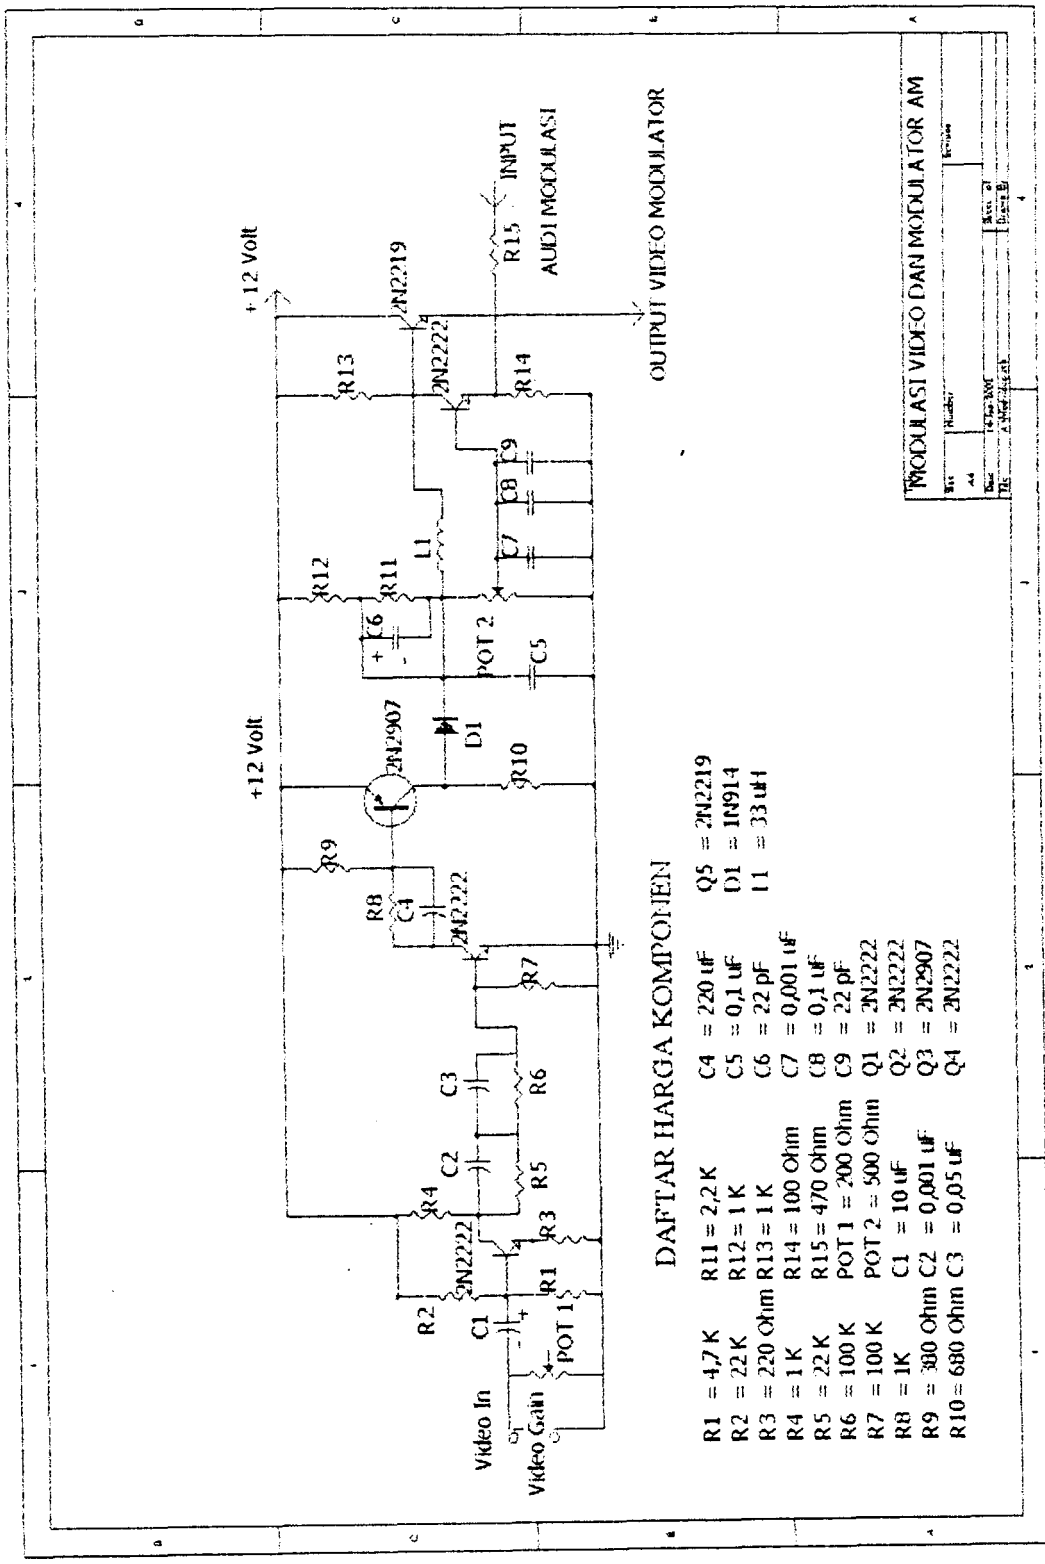 +12 Volt
+ 12 Volt
R2
R4
C1
2N2222
C2
C3
R5
R6
R1
R3
POT 1
Video In
Video Gain
R7
R8
C4
2N2222
R9
2N2907
D1
R10
C6
+
-
R12
R11
L1
POT 2
C5
C7
C8
C9
R13
2N2222
2N2219
R14
R15
INPUT
AUDI MODULASI
OUTPUT VIDEO MODULATOR
DAFTAR HARGA KOMPONEN
R1 = 4,7 K R11 = 2,2 K C4 = 220 uF Q5 = 2N2219
R2 = 22 K R12 = 1 K C5 = 0,1 uF D1 = 1N914
R3 = 220 Ohm R13 = 1 K C6 = 22 pF L1 = 33 uH
R4 = 1 K R14 = 100 Ohm C7 = 0,001 uF
R5 = 22 K R15 = 470 Ohm C8 = 0,1 uF
R6 = 100 K POT 1 = 200 Ohm C9 = 22 pF
R7 = 100 K POT 2 = 500 Ohm Q1 = 2N2222
R8 = 1K C1 = 10 uF Q2 = 2N2222
R9 = 380 Ohm C2 = 0,001 uF Q3 = 2N2907
R10 = 680 Ohm C3 = 0,05 uF Q4 = 2N2222
MODULASI VIDEO DAN MODULATOR AM
Number
Revision
A4